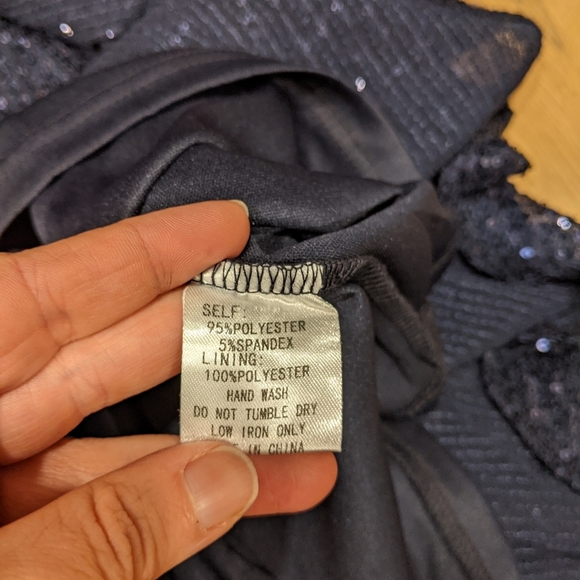 SELF:
95%POLYESTER
5%SPANDEX
LINING:
100%POLYESTER
HAND WASH
DO NOT TUMBLE DRY
LOW IRON ONLY
IN CHINA